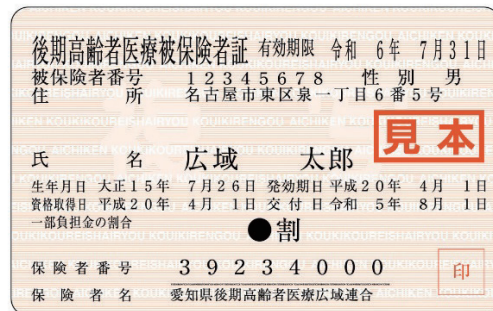 後期高齢者医療被保険者証 有効期限 令和 6年 7月31日
被保険者番号 12345678 性別 男
住所 名古屋市東区泉一丁目6番5号
見本
氏名 広域 太郎
生年月日 大正15年 7月26日 発効期日 平成20年 4月 1日
資格取得日 平成20年 4月 1日 交付日 令和 5年 8月 1日
一部負担金の割合
●割
保険者番号 39234000
印
保険者名 愛知県後期高齢者医療広域連合